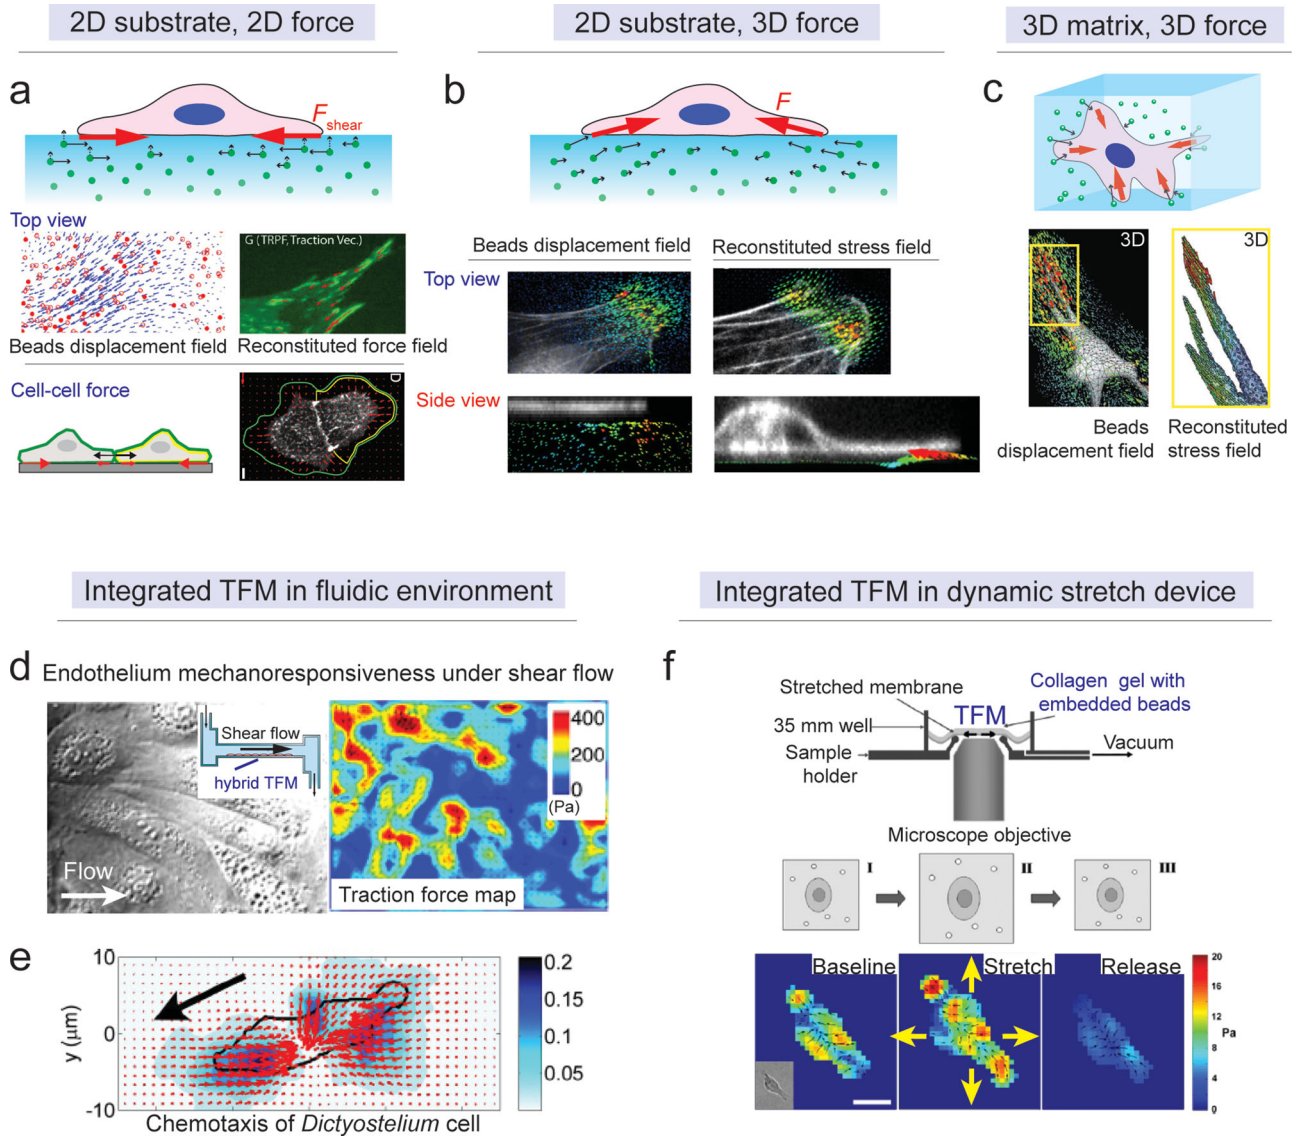 2D substrate, 2D force
2D substrate, 3D force
3D matrix, 3D force
a
F shear
Top view
G (TRPF, Traction Vec.)
Beads displacement field
Reconstituted force field
Cell-cell force
D
b
F
Beads displacement field
Reconstituted stress field
Top view
Side view
c
3D
3D
Beads
displacement field
Reconstituted
stress field
Integrated TFM in fluidic environment
Integrated TFM in dynamic stretch device
d
Endothelium mechanoresponsiveness under shear flow
Shear flow
hybrid TFM
Flow
400
200
0
(Pa)
Traction force map
e
10
0
-10
y (μm)
0.2
0.15
0.1
0.05
Chemotaxis of Dictyostelium cell
f
Stretched membrane
Collagen gel with
embedded beads
TFM
35 mm well
Sample
holder
Vacuum
Microscope objective
I
II
III
Baseline
Stretch
Release
20
16
12
Pa
8
4
0